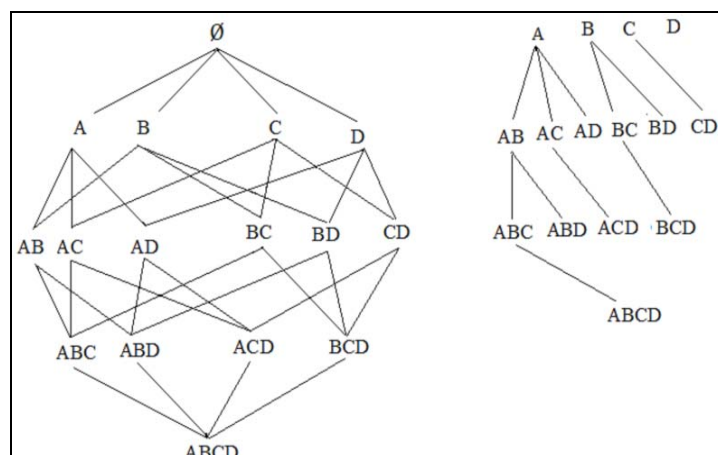 Ø
A B C D
AB AC AD BC BD CD
ABC ABD ACD BCD
ABCD
A B C D
AB AC AD BC BD CD
ABC ABD ACD BCD
ABCD